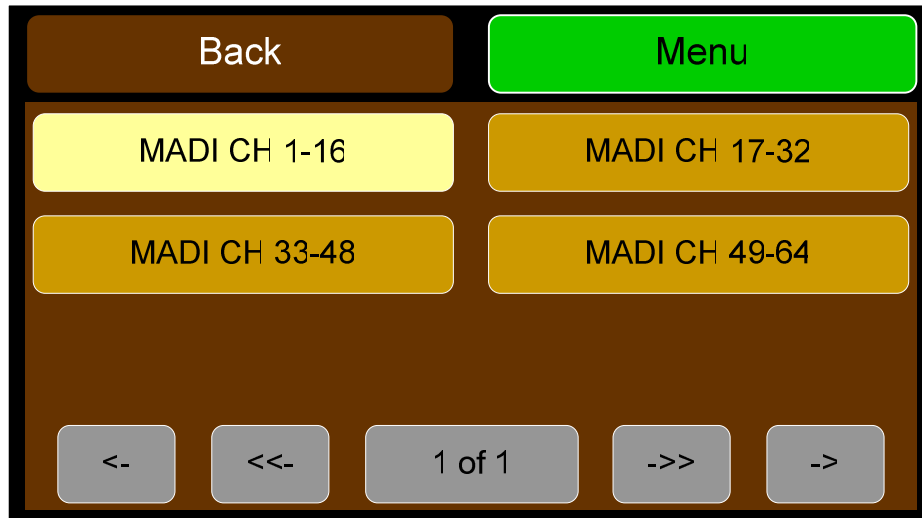 Back
Menu
MADI CH 1-16
MADI CH 17-32
MADI CH 33-48
MADI CH 49-64
<-
<<-
1 of 1
->>
->